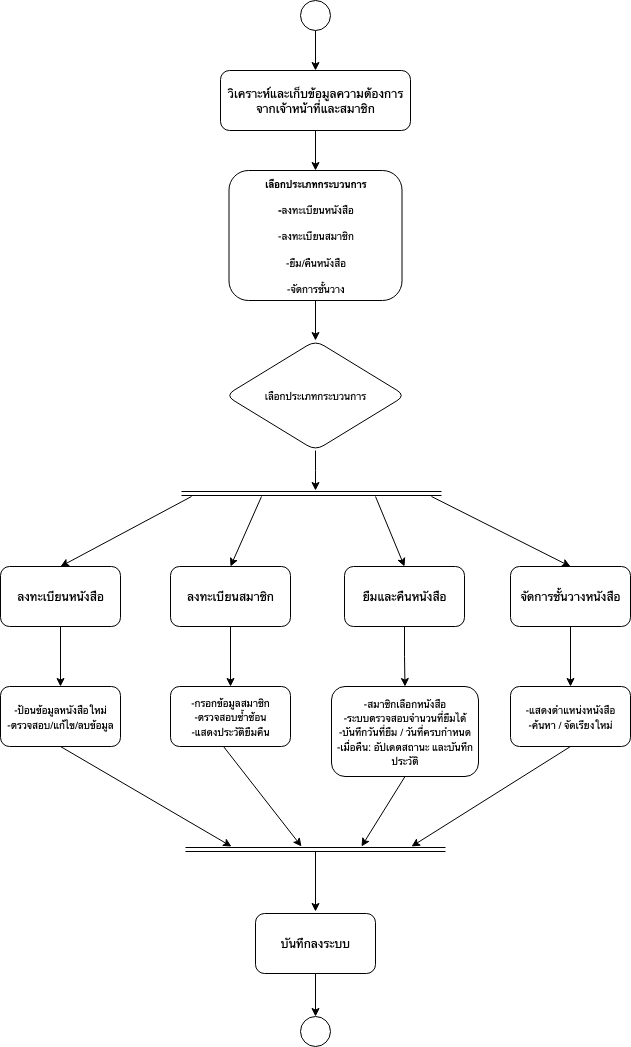 วิเคราะห์และเก็บข้อมูลความต้องการ
จากเจ้าหน้าที่และสมาชิก
เลือกประเภทกระบวนการ
-ลงทะเบียนหนังสือ
-ลงทะเบียนสมาชิก
-ยืม/คืนหนังสือ
-จัดการชั้นวาง
เลือกประเภทกระบวนการ
ลงทะเบียนหนังสือ
ลงทะเบียนสมาชิก
ยืมและคืนหนังสือ
จัดการชั้นวางหนังสือ
-ป้อนข้อมูลหนังสือใหม่
-ตรวจสอบ/แก้ไข/ลบข้อมูล
-กรอกข้อมูลสมาชิก
-ตรวจสอบซ้ำซ้อน
-แสดงประวัติยืมคืน
-สมาชิกเลือกหนังสือ
-ระบบตรวจสอบจำนวนที่ยืมได้
-บันทึกวันที่ยืม / วันที่ครบกำหนด
-เมื่อคืน: อัปเดตสถานะ และบันทึก
ประวัติ
-แสดงตำแหน่งหนังสือ
-ค้นหา / จัดเรียงใหม่
บันทึกลงระบบ